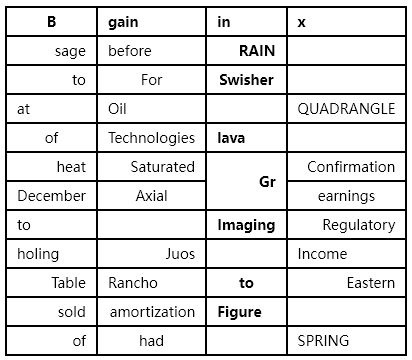 B gain in x
sage before RAIN
to For Swisher
at Oil QUADRANGLE
of Technologies lava
heat Saturated Gr Confirmation
December Axial earnings
to Imaging Regulatory
holing Juos Income
Table Rancho to Eastern
sold amortization Figure
of had SPRING